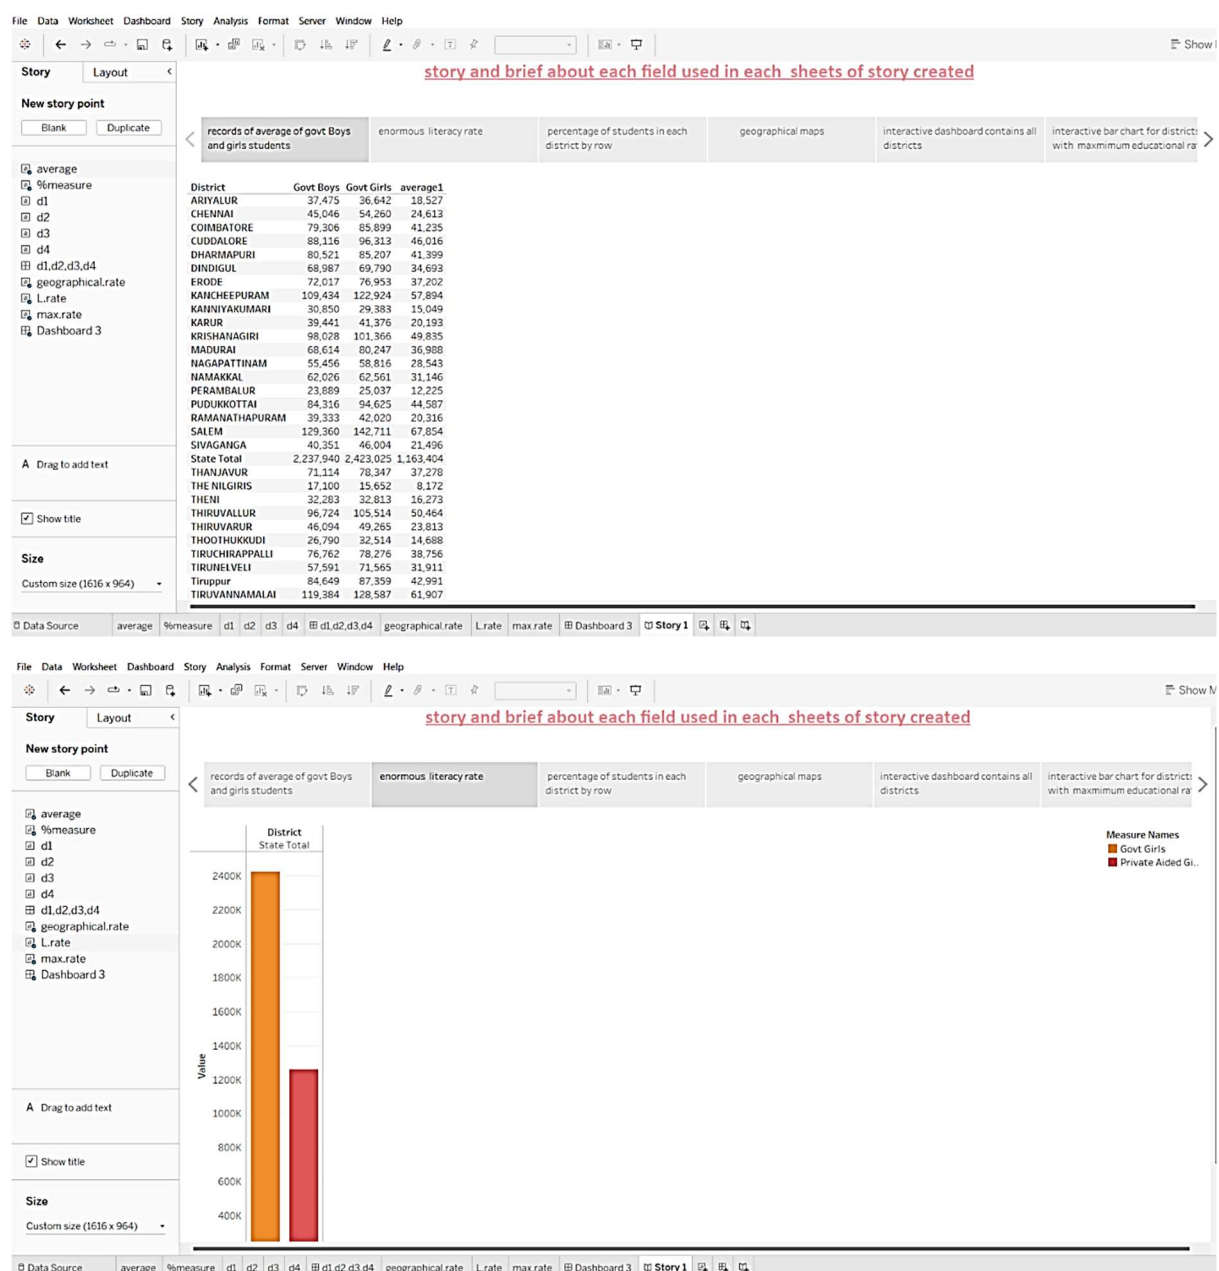 File Data Worksheet Dashboard Story Analysis Format Server Window Help
Show
Story Layout
story and brief about each field used in each sheets of story created
New story point
Blank Duplicate
records of average of govt Boys and girls students
enormous literacy rate
percentage of students in each district by row
geographical maps
interactive dashboard contains all districts
interactive bar chart for districts with maxmimum educational ra
average
%measure
d1
d2
d3
d4
d1,d2,d3,d4
geographical.rate
L.rate
max.rate
Dashboard 3
District Govt Boys Govt Girls average1
ARIYALUR 37,475 36,642 18,527
CHENNAI 45,046 54,260 24,613
COIMBATORE 79,306 85,899 41,235
CUDDALORE 88,116 96,313 46,016
DHARMAPURI 80,521 85,207 41,399
DINDIGUL 68,987 69,790 34,693
ERODE 72,017 76,953 37,202
KANCHEEPURAM 109,434 122,924 57,894
KANNIYAKUMARI 30,850 29,383 15,049
KARUR 39,441 41,376 20,193
KRISHANAGIRI 98,028 101,366 49,835
MADURAI 68,614 80,247 36,988
NAGAPATTINAM 55,456 58,816 28,543
NAMAKKAL 62,026 62,561 31,146
PERAMBALUR 23,889 25,037 12,225
PUDUKKOTTAI 84,316 94,625 44,587
RAMANATHAPURAM 39,333 42,020 20,316
SALEM 129,360 142,711 67,854
SIVAGANGA 40,351 46,004 21,496
State Total 2,237,940 2,423,025 1,163,404
THANJAVUR 71,114 78,347 37,278
THE NILGIRIS 17,100 15,652 8,172
THENI 32,283 32,813 16,273
THIRUVALLUR 96,724 105,514 50,464
THIRUVARUR 46,094 49,265 23,813
THOOTHUKKUDI 26,790 32,514 14,688
TIRUCHIRAPPALLI 76,762 78,276 38,756
TIRUNELVELI 57,591 71,565 31,911
Tiruppur 84,649 87,359 42,991
TIRUVANNAMALAI 119,384 128,587 61,907
A Drag to add text
Show title
Size
Custom size (1616 x 964)
Data Source average %measure d1 d2 d3 d4 d1,d2,d3,d4 geographical.rate L.rate max.rate Dashboard 3 Story 1
File Data Worksheet Dashboard Story Analysis Format Server Window Help
Show M
Story Layout
story and brief about each field used in each sheets of story created
New story point
Blank Duplicate
records of average of govt Boys and girls students
enormous literacy rate
percentage of students in each district by row
geographical maps
interactive dashboard contains all districts
interactive bar chart for districts with maxmimum educational ra
average
%measure
d1
d2
d3
d4
d1,d2,d3,d4
geographical.rate
L.rate
max.rate
Dashboard 3
District
State Total
Measure Names
Govt Girls
Private Aided Gi..
2400K
2200K
2000K
1800K
1600K
1400K
1200K
1000K
800K
600K
400K
Value
A Drag to add text
Show title
Size
Custom size (1616 x 964)
Data Source average %measure d1 d2 d3 d4 d1,d2,d3,d4 geographical.rate L.rate max.rate Dashboard 3 Story 1